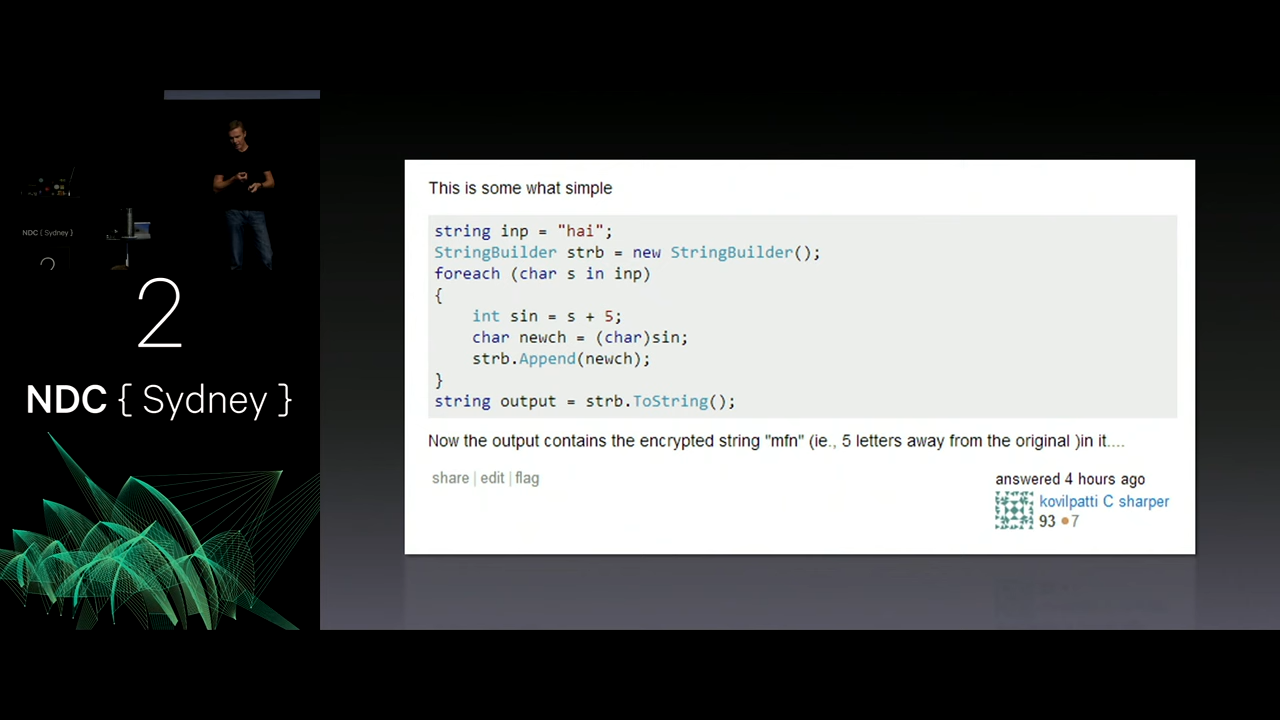 NDC { Sydney }
2
NDC { Sydney }
This is some what simple
string inp = "hai";
StringBuilder strb = new StringBuilder();
foreach (char s in inp)
{
int sin = s + 5;
char newch = (char)sin;
strb.Append(newch);
}
string output = strb.ToString();
Now the output contains the encrypted string "mfn" (ie., 5 letters away from the original )in it....
share | edit | flag
answered 4 hours ago
kovilpatti C sharper
93 ●7